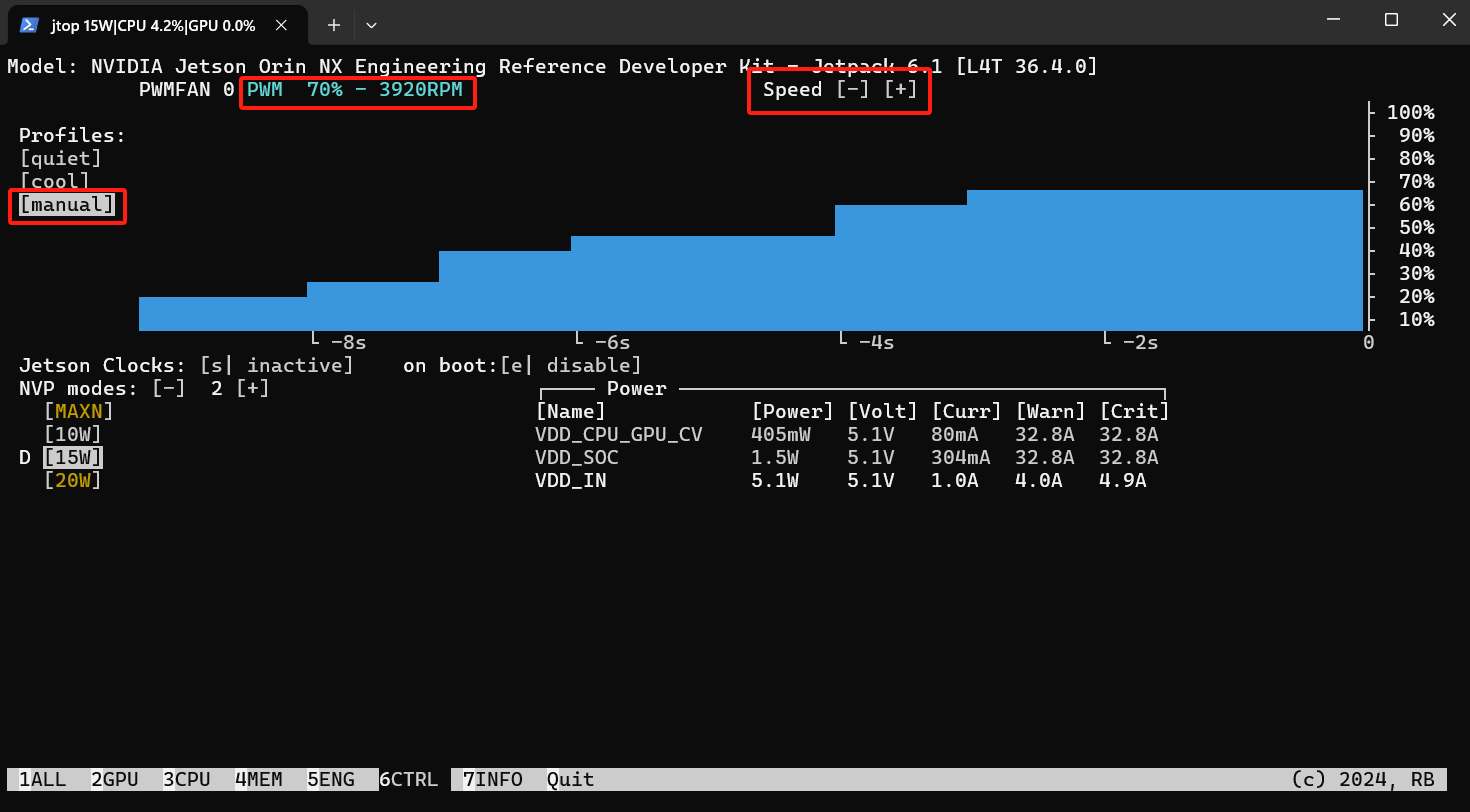 jtop 15W|CPU 4.2%|GPU 0.0%
Model: NVIDIA Jetson Orin NX Engineering Reference Developer Kit - Jetpack 6.1 [L4T 36.4.0]
PWMFAN 0 PWM 70% - 3920RPM Speed [-] [+]
100%
Profiles: 90%
[quiet] 80%
[cool] 70%
[manual] 60%
50%
40%
30%
20%
10%
-8s -6s -4s -2s 0
Jetson Clocks: [s| inactive] on boot:[e| disable]
NVP modes: [-] 2 [+] Power
[MAXN] [Name] [Power] [Volt] [Curr] [Warn] [Crit]
[10W] VDD_CPU_GPU_CV 405mW 5.1V 80mA 32.8A 32.8A
D [15W] VDD_SOC 1.5W 5.1V 304mA 32.8A 32.8A
[20W] VDD_IN 5.1W 5.1V 1.0A 4.0A 4.9A
1ALL 2GPU 3CPU 4MEM 5ENG 6CTRL 7INFO Quit (c) 2024, RB